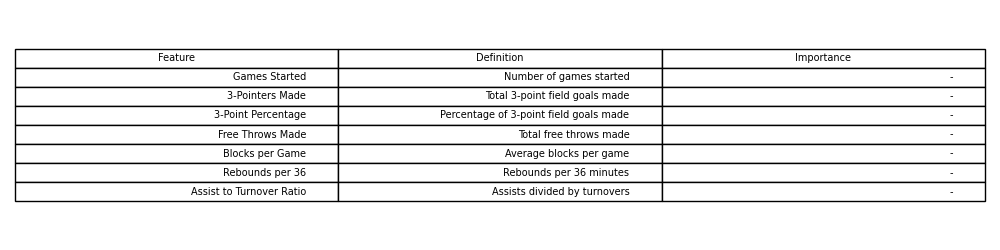 Feature Definition Importance
Games Started Number of games started -
3-Pointers Made Total 3-point field goals made -
3-Point Percentage Percentage of 3-point field goals made -
Free Throws Made Total free throws made -
Blocks per Game Average blocks per game -
Rebounds per 36 Rebounds per 36 minutes -
Assist to Turnover Ratio Assists divided by turnovers -